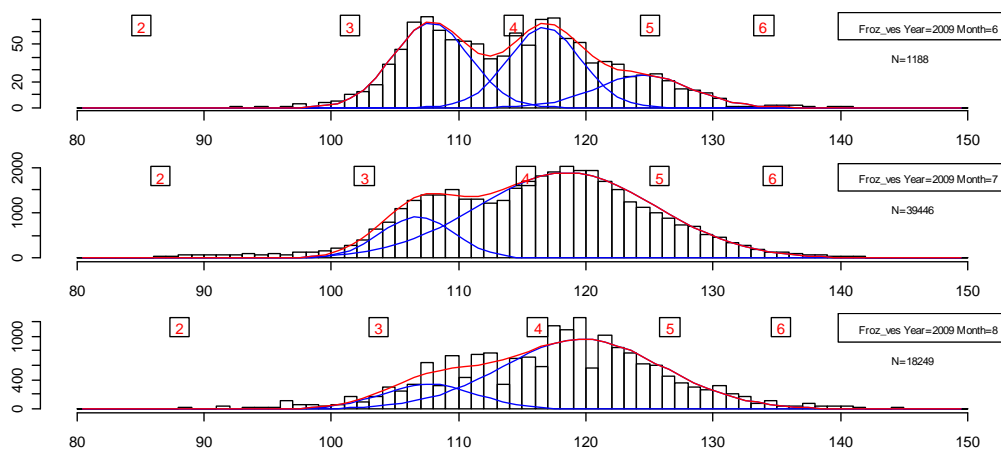 2 3 4 5 6
Froz_ves Year=2009 Month=6
N=1188
0 20 50
80 90 100 110 120 130 140 150
2 3 4 5 6
Froz_ves Year=2009 Month=7
N=39446
0 1000 2000
80 90 100 110 120 130 140 150
2 3 4 5 6
Froz_ves Year=2009 Month=8
N=18249
0 400 1000
80 90 100 110 120 130 140 150